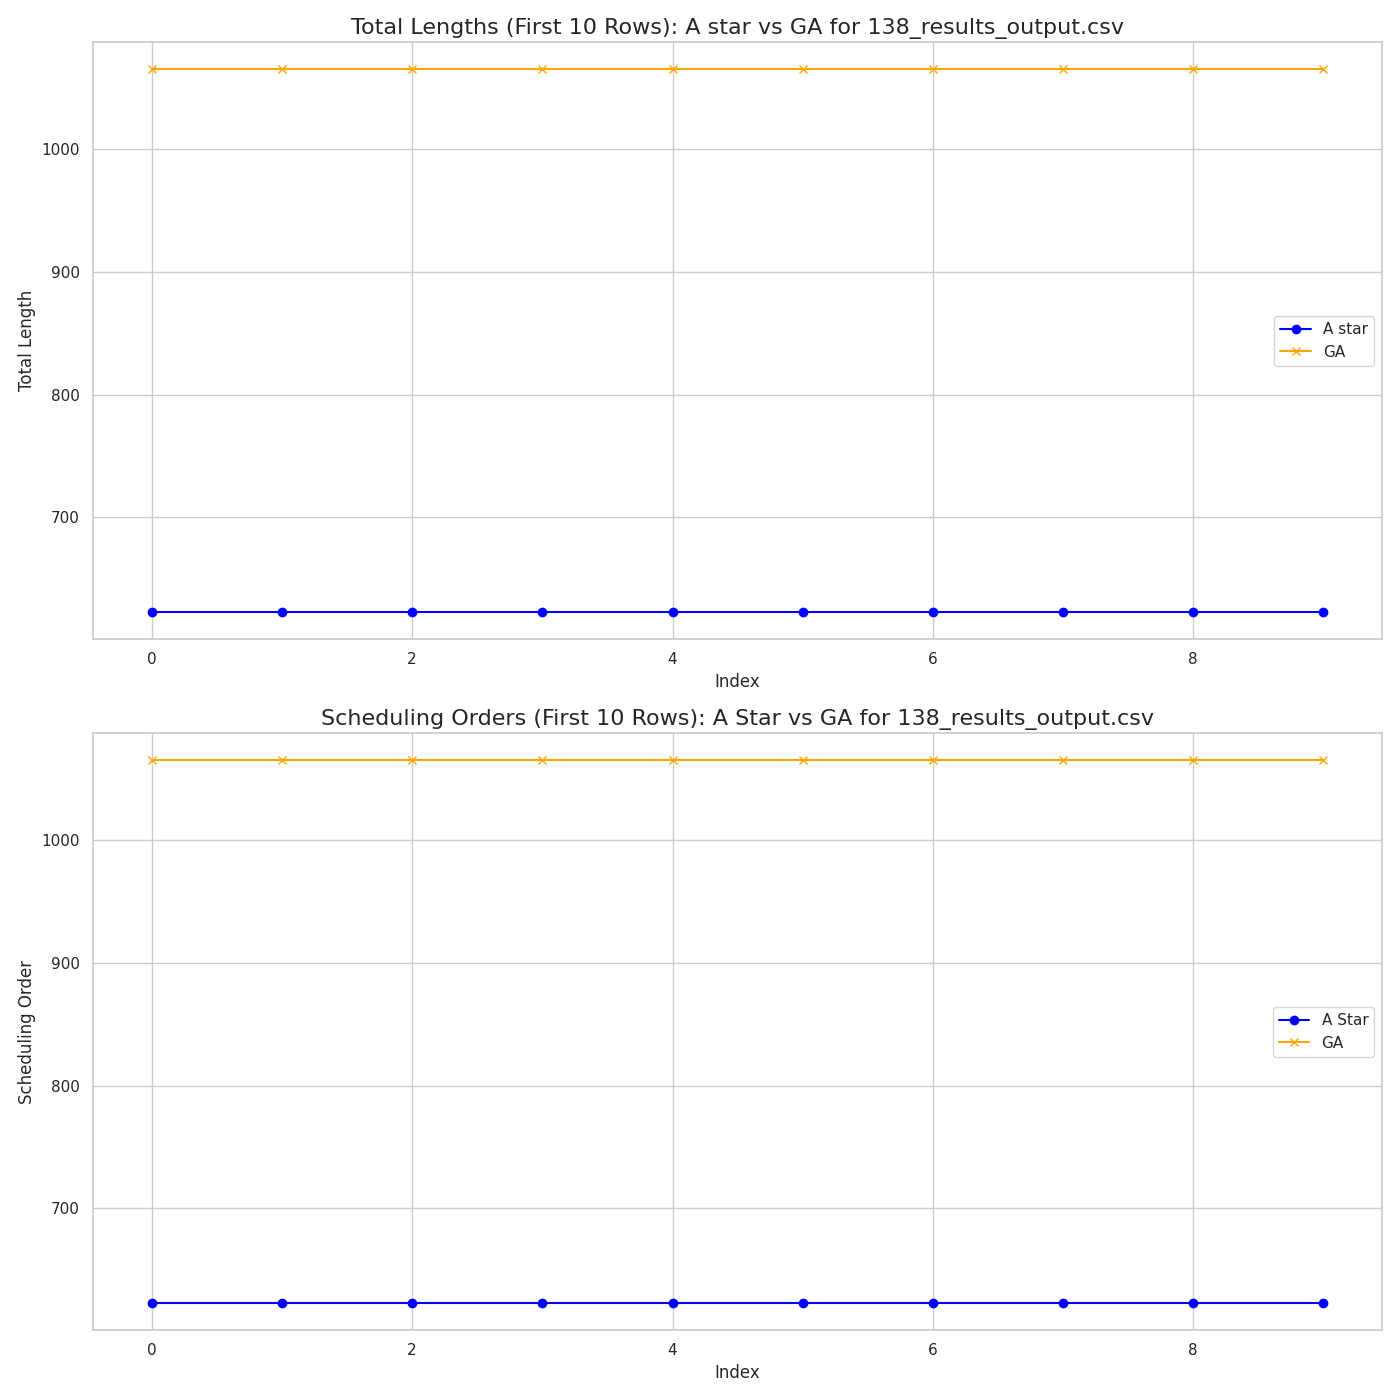 Total Lengths (First 10 Rows): A star vs GA for 138_results_output.csv
1000
900
800
700
Total Length
A star
GA
0 2 4 6 8
Index
Scheduling Orders (First 10 Rows): A Star vs GA for 138_results_output.csv
1000
900
800
700
Scheduling Order
A Star
GA
0 2 4 6 8
Index